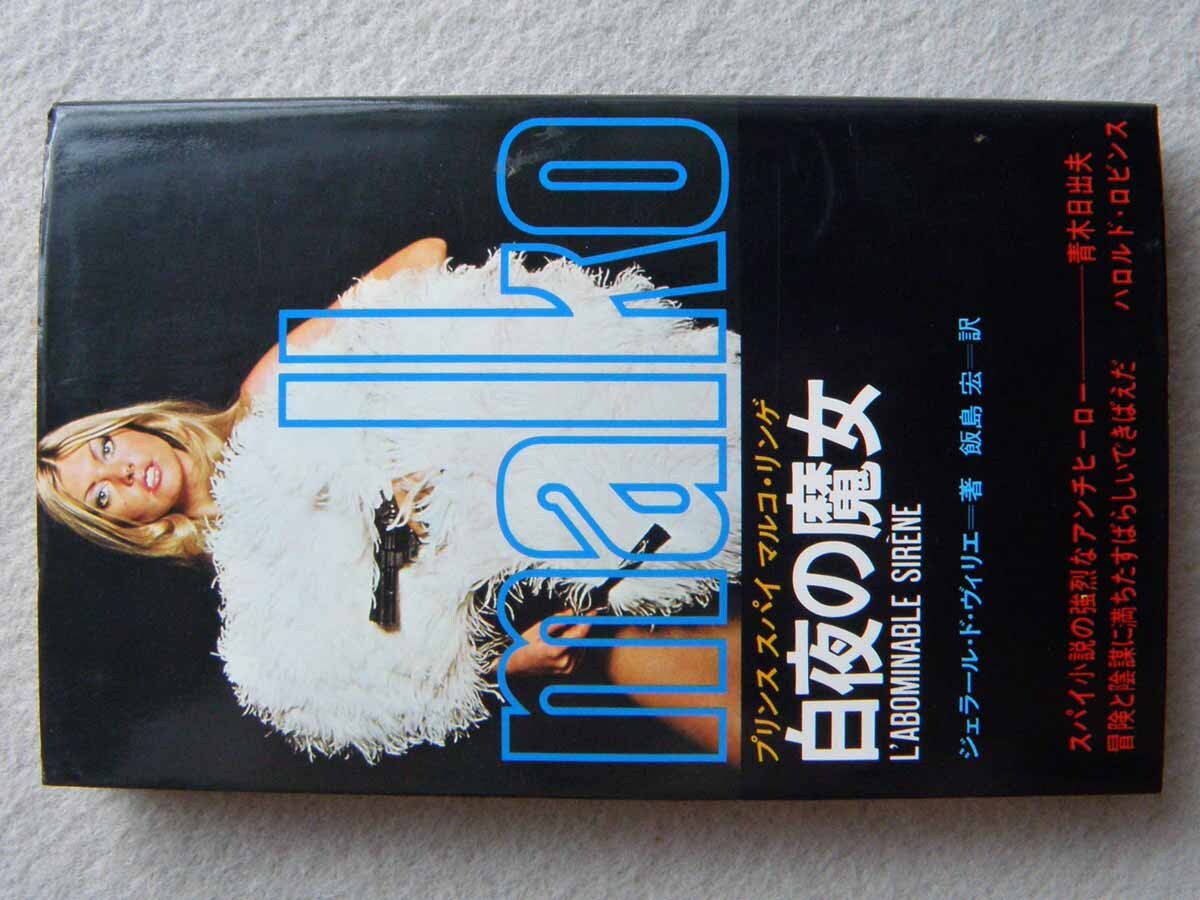 malko
プリンス スパイ マルコ・リンゲ
白夜の魔女
L'ABOMINABLE SIRÈNE
ジェラール・ド・ヴィリエ=著 飯島 宏=訳
スパイ小説の強烈なアンチヒーロー――青木日出夫
冒険と陰謀に満ちたすばらしいできばえだ ハロルド・ロビンス